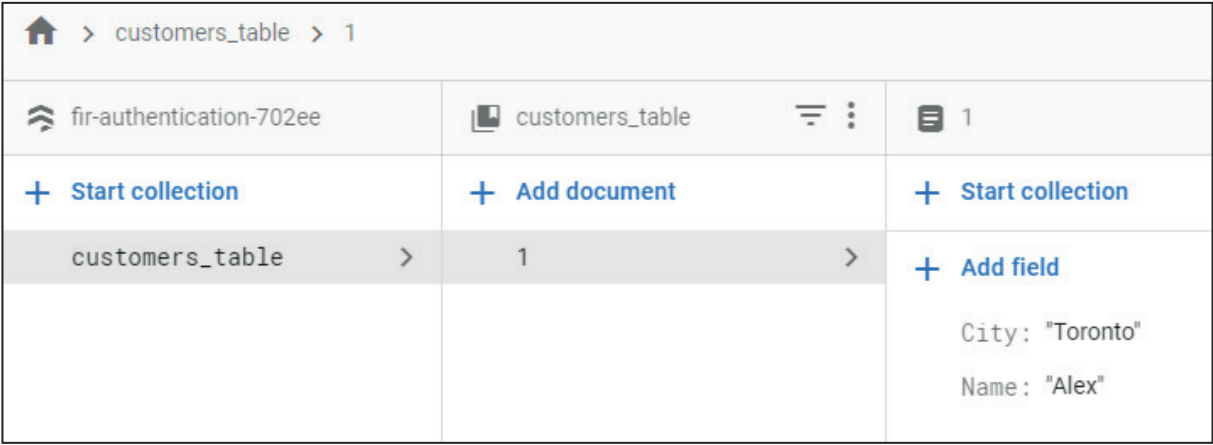 customers_table > 1
fir-authentication-702ee
customers_table
1
+ Start collection
+ Add document
+ Start collection
customers_table >
1 >
+ Add field
City: "Toronto"
Name: "Alex"